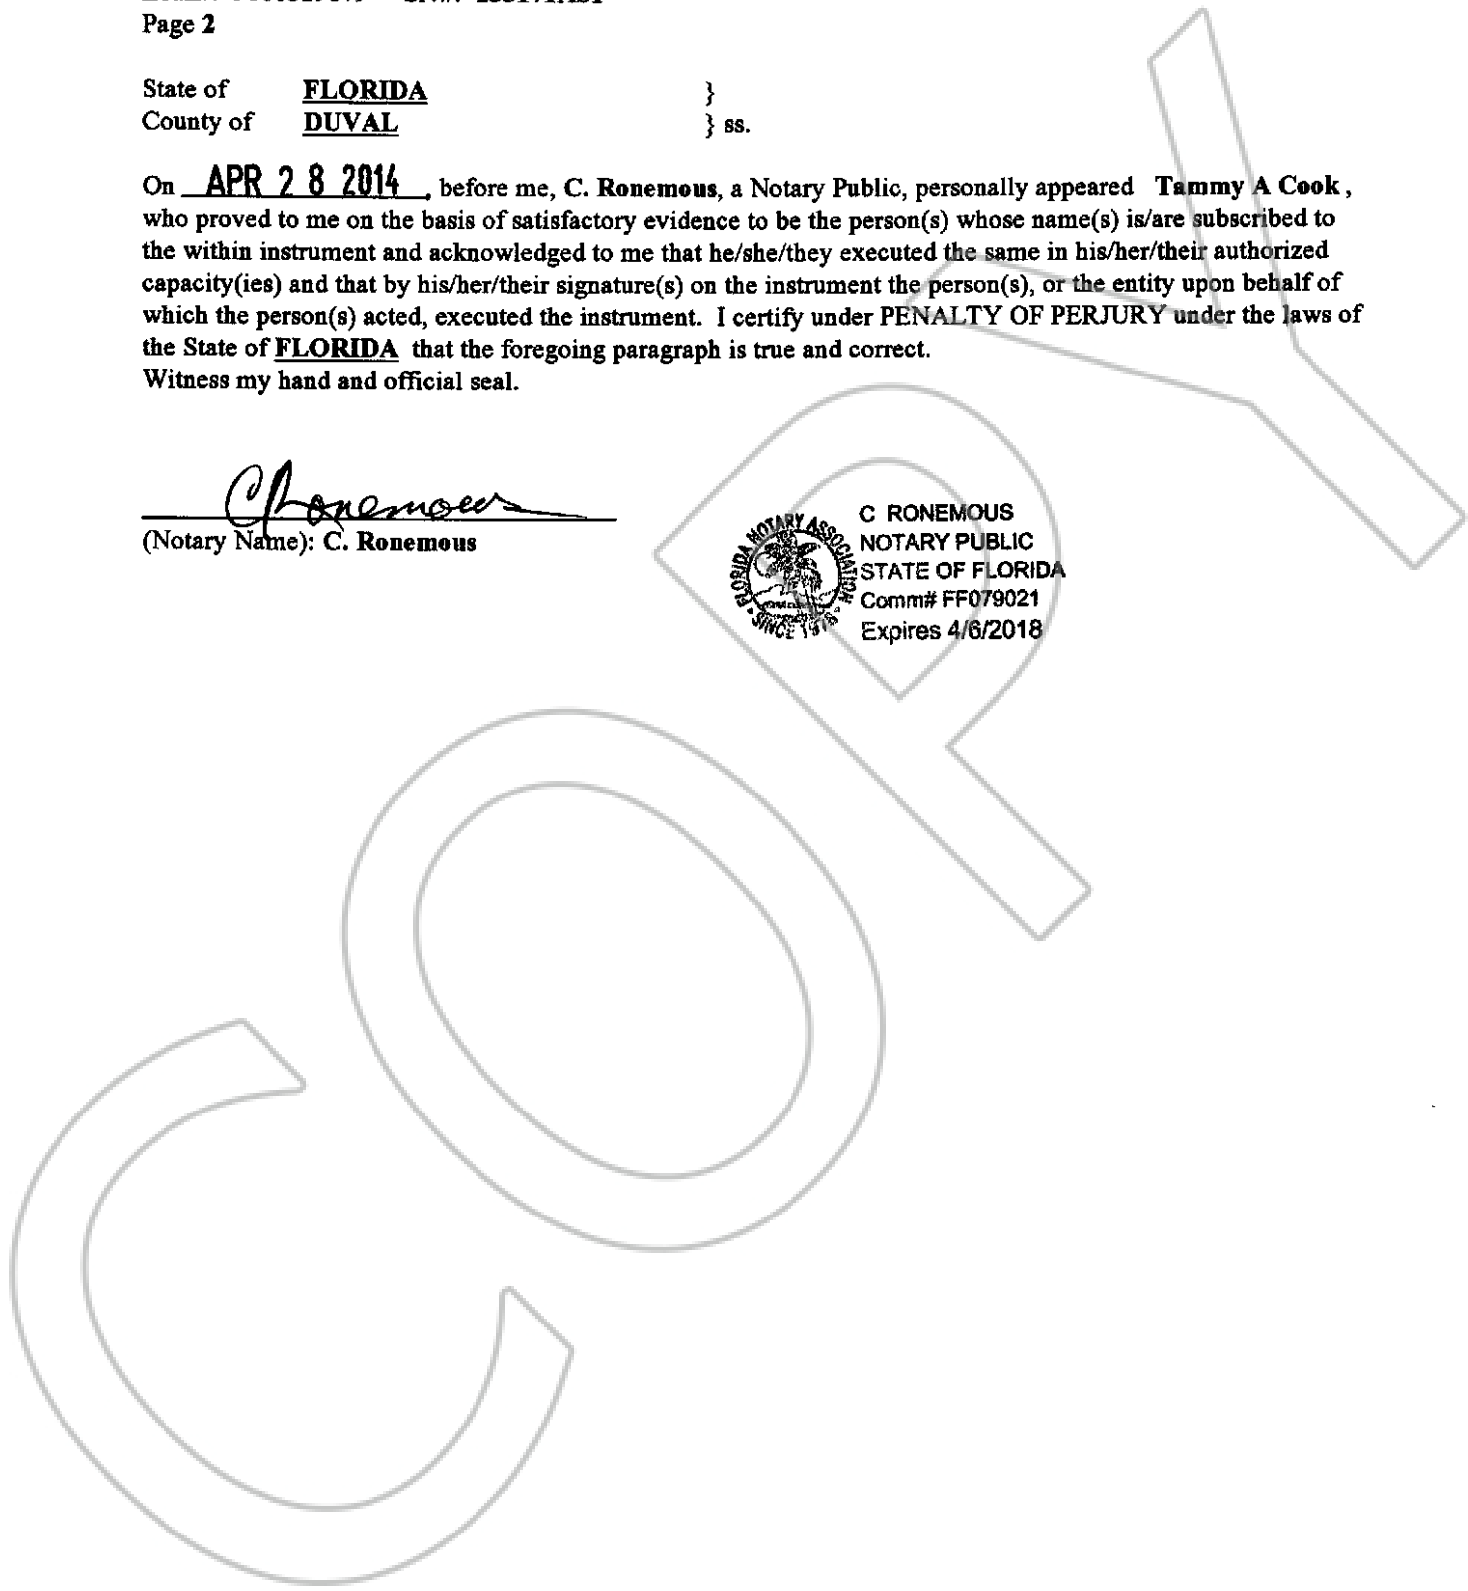 Page 2
State of FLORIDA }
County of DUVAL } ss.
On APR 28 2014, before me, C. Ronemous, a Notary Public, personally appeared Tammy A Cook,
who proved to me on the basis of satisfactory evidence to be the person(s) whose name(s) is/are subscribed to
the within instrument and acknowledged to me that he/she/they executed the same in his/her/their authorized
capacity(ies) and that by his/her/their signature(s) on the instrument the person(s), or the entity upon behalf of
which the person(s) acted, executed the instrument. I certify under PENALTY OF PERJURY under the laws of
the State of FLORIDA that the foregoing paragraph is true and correct.
Witness my hand and official seal.
C Ronemous
(Notary Name): C. Ronemous
FLORIDA NOTARY ASSOCIATION
C RONEMOUS
NOTARY PUBLIC
STATE OF FLORIDA
Comm# FF079021
Expires 4/6/2018
COPY